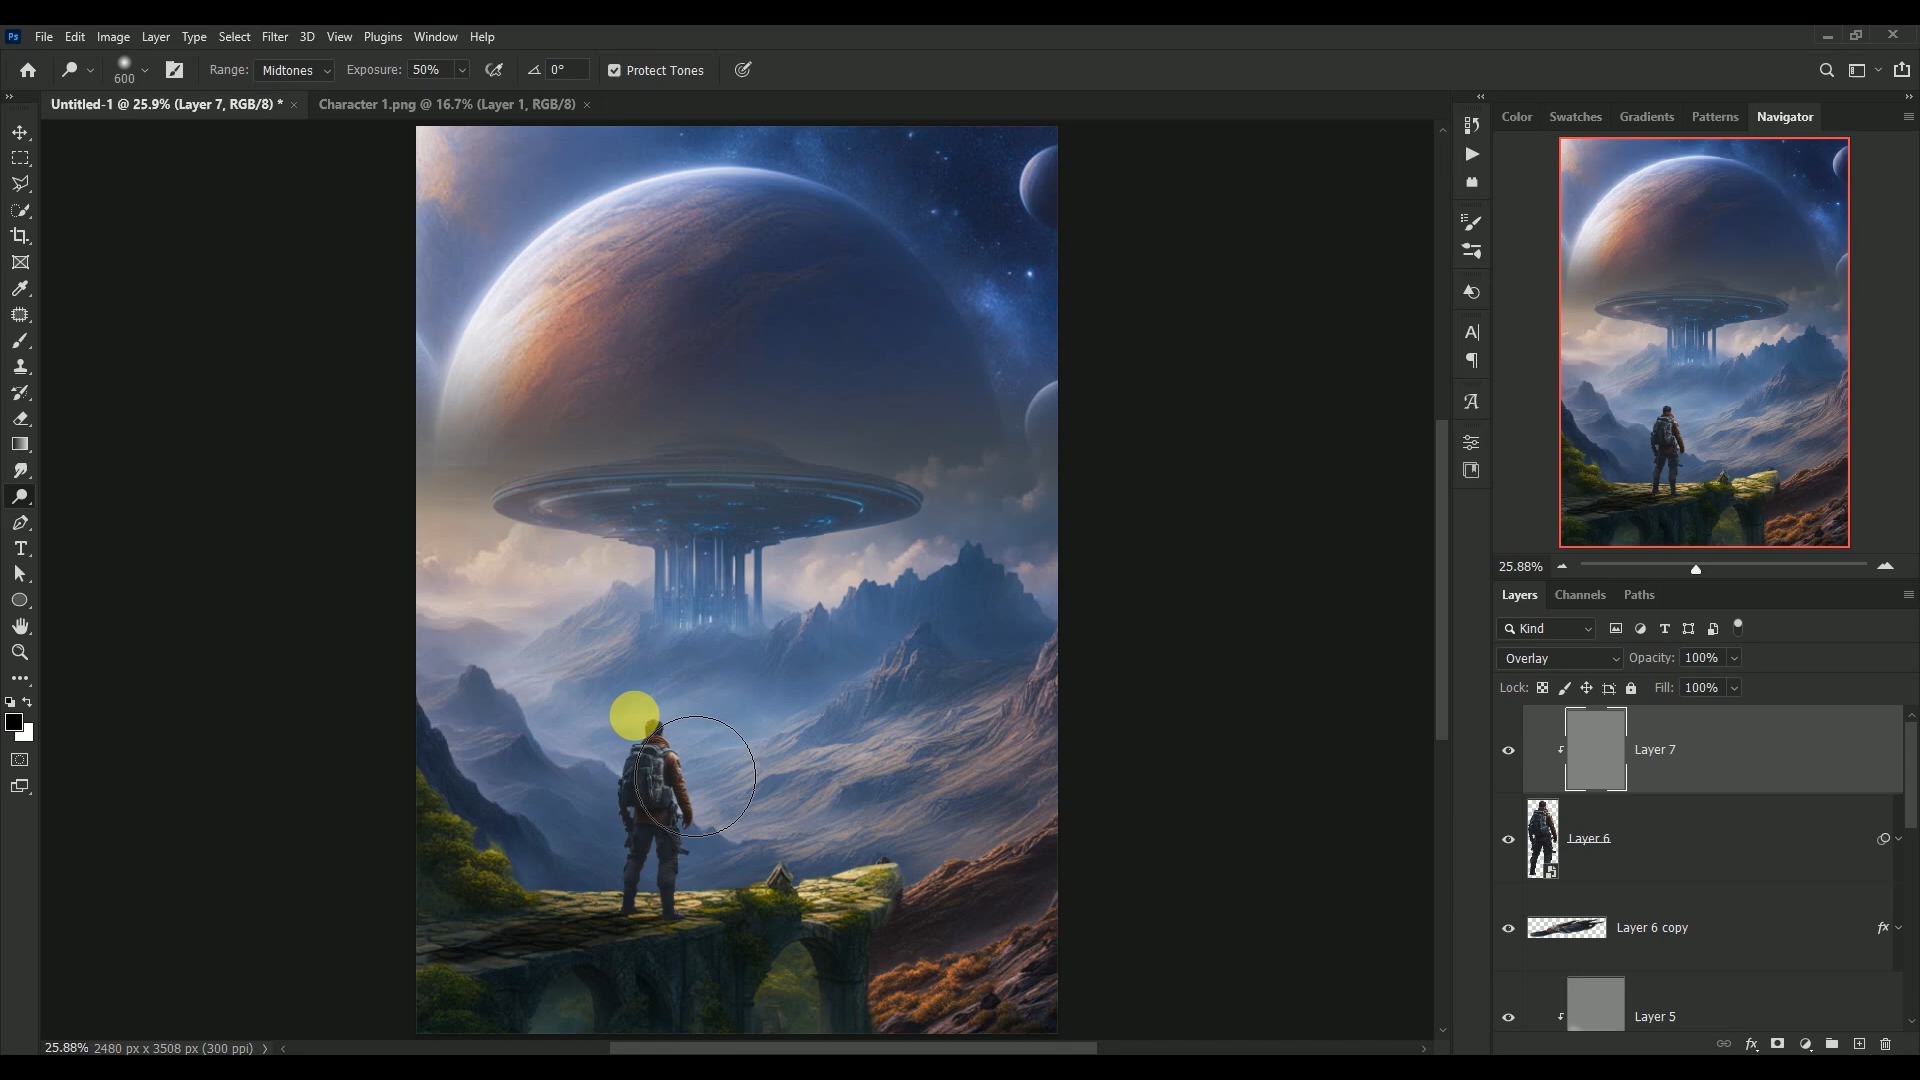 Ps File Edit Image Layer Type Select Filter 3D View Plugins Window Help
600 Range: Midtones Exposure: 50% 0° Protect Tones
Untitled-1 @ 25.9% (Layer 7, RGB/8) * × Character 1.png @ 16.7% (Layer 1, RGB/8) ×
Color Swatches Gradients Patterns Navigator
25.88%
Layers Channels Paths
Kind
Overlay Opacity: 100%
Lock: Fill: 100%
Layer 7
Layer 6
Layer 6 copy fx
Layer 5
fx
25.88% 2480 px x 3508 px (300 ppi)